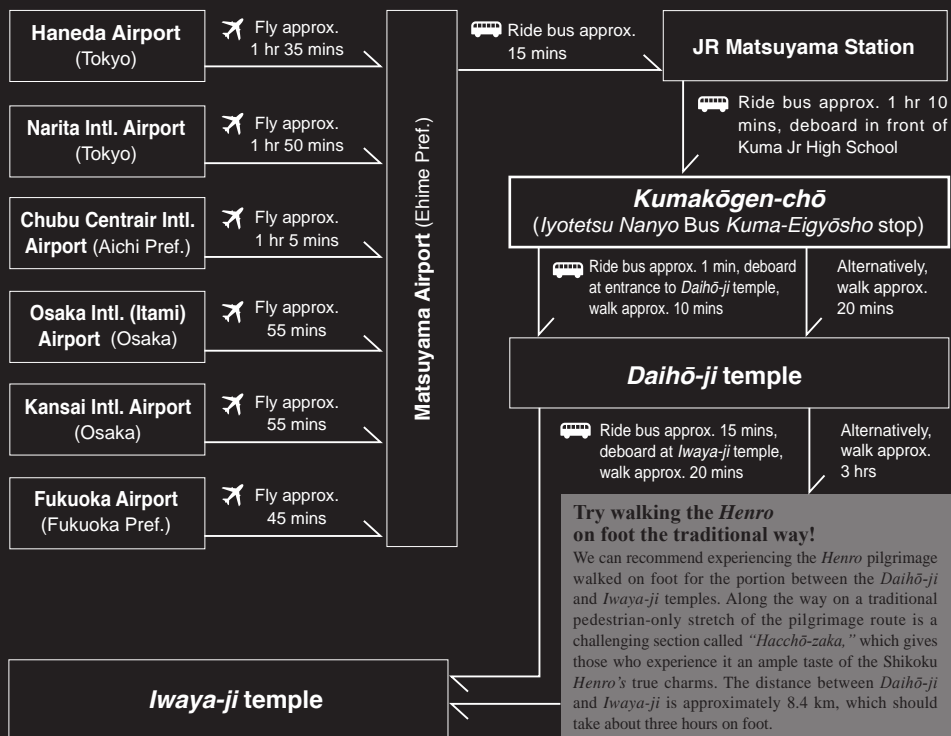 Haneda Airport
(Tokyo)
Fly approx.
1 hr 35 mins
Narita Intl. Airport
(Tokyo)
Fly approx.
1 hr 50 mins
Chubu Centrair Intl.
Airport (Aichi Pref.)
Fly approx.
1 hr 5 mins
Osaka Intl. (Itami)
Airport (Osaka)
Fly approx.
55 mins
Kansai Intl. Airport
(Osaka)
Fly approx.
55 mins
Fukuoka Airport
(Fukuoka Pref.)
Fly approx.
45 mins
Matsuyama Airport (Ehime Pref.)
Ride bus approx.
15 mins
JR Matsuyama Station
Ride bus approx. 1 hr 10
mins, deboard in front of
Kuma Jr High School
Kumakōgen-chō
(Iyotetsu Nanyo Bus Kuma-Eigyōsho stop)
Ride bus approx. 1 min, deboard
at entrance to Daihō-ji temple,
walk approx. 10 mins
Alternatively,
walk approx.
20 mins
Daihō-ji temple
Ride bus approx. 15 mins,
deboard at Iwaya-ji temple,
walk approx. 20 mins
Alternatively,
walk approx.
3 hrs
Try walking the Henro
on foot the traditional way!
We can recommend experiencing the Henro pilgrimage
walked on foot for the portion between the Daihō-ji
and Iwaya-ji temples. Along the way on a traditional
pedestrian-only stretch of the pilgrimage route is a
challenging section called "Hacchō-zaka," which gives
those who experience it an ample taste of the Shikoku
Henro's true charms. The distance between Daihō-ji
and Iwaya-ji is approximately 8.4 km, which should
take about three hours on foot.
Iwaya-ji temple